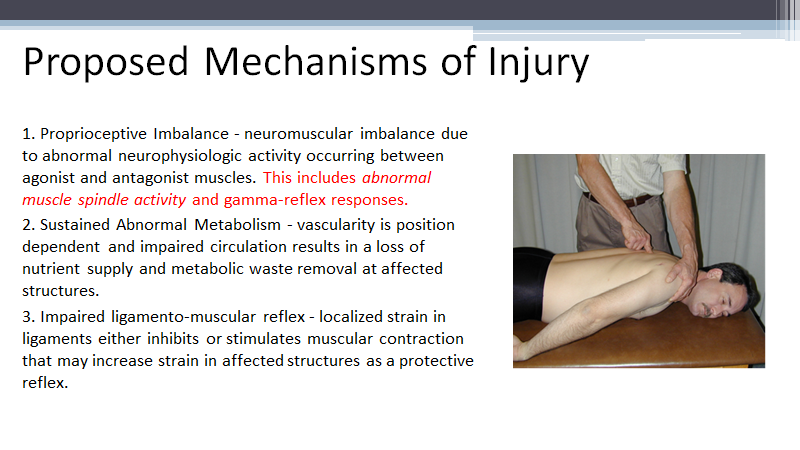 Proposed Mechanisms of Injury
1. Proprioceptive Imbalance - neuromuscular imbalance due
to abnormal neurophysiologic activity occurring between
agonist and antagonist muscles. This includes abnormal
muscle spindle activity and gamma-reflex responses.
2. Sustained Abnormal Metabolism - vascularity is position
dependent and impaired circulation results in a loss of
nutrient supply and metabolic waste removal at affected
structures.
3. Impaired ligamento-muscular reflex - localized strain in
ligaments either inhibits or stimulates muscular contraction
that may increase strain in affected structures as a protective
reflex.